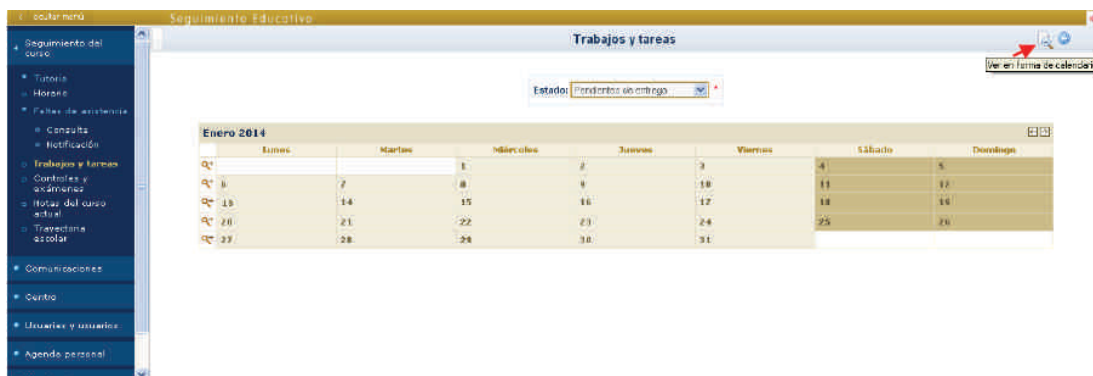 ocultar menú
Seguimiento Educativo
Seguimiento del
curso
Trabajos y tareas
Ver en forma de calendari
Tutoría
Horario
Faltas de asistencia
Consulta
Notificación
Trabajos y tareas
Controles y
exámenes
Notas del curso
actual
Trayectoria
escolar
Comunicaciones
Centro
Usuarias y usuarios
Agenda personal
Estado: Pendientes de entrega *
Enero 2014
Lunes Martes Miércoles Jueves Viernes Sábado Domingo
1 2 3 4 5
6 7 8 9 10 11 12
13 14 15 16 17 18 19
20 21 22 23 24 25 26
27 28 29 30 31